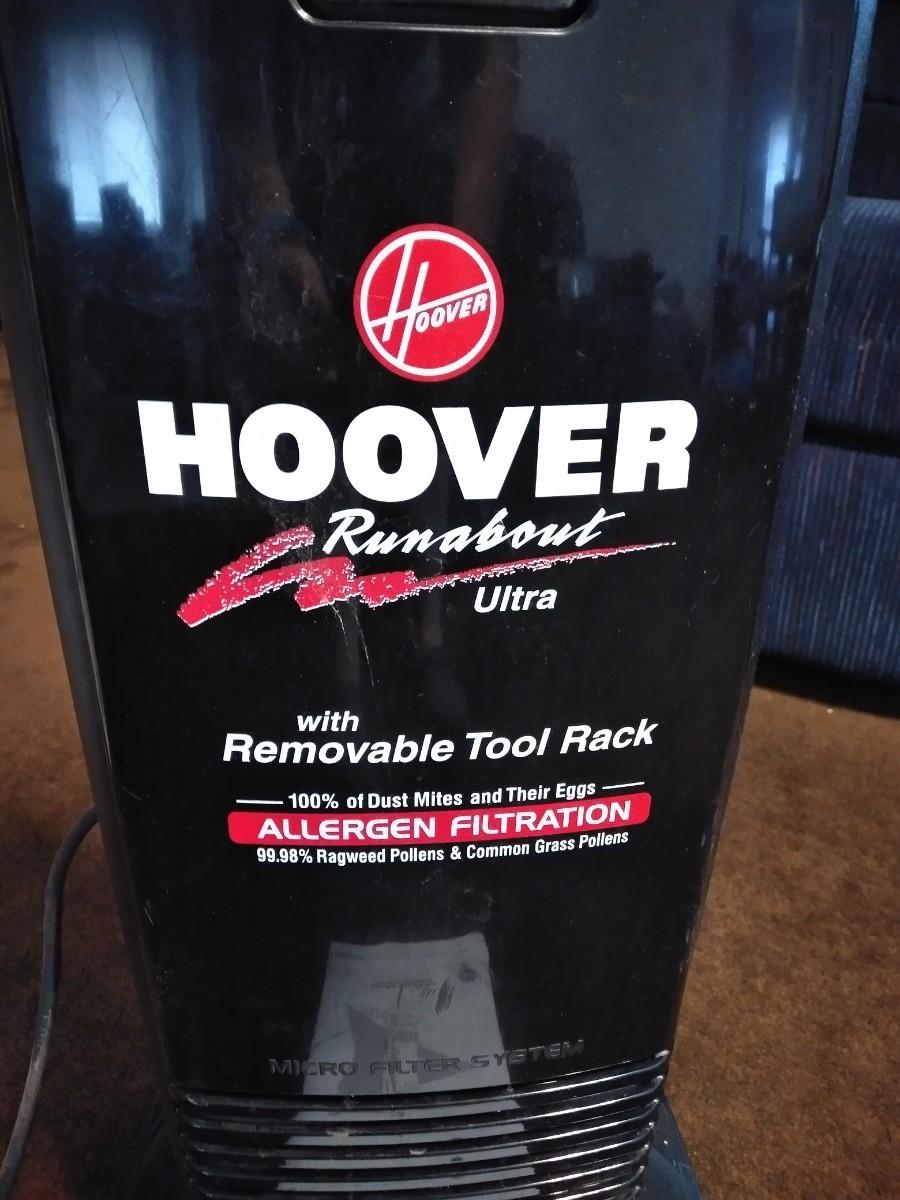 HOOVER
HOOVER
Runabout
Ultra
with
Removable Tool Rack
100% of Dust Mites and Their Eggs
ALLERGEN FILTRATION
99.98% Ragweed Pollens & Common Grass Pollens
MICRO FILTER SYSTEM